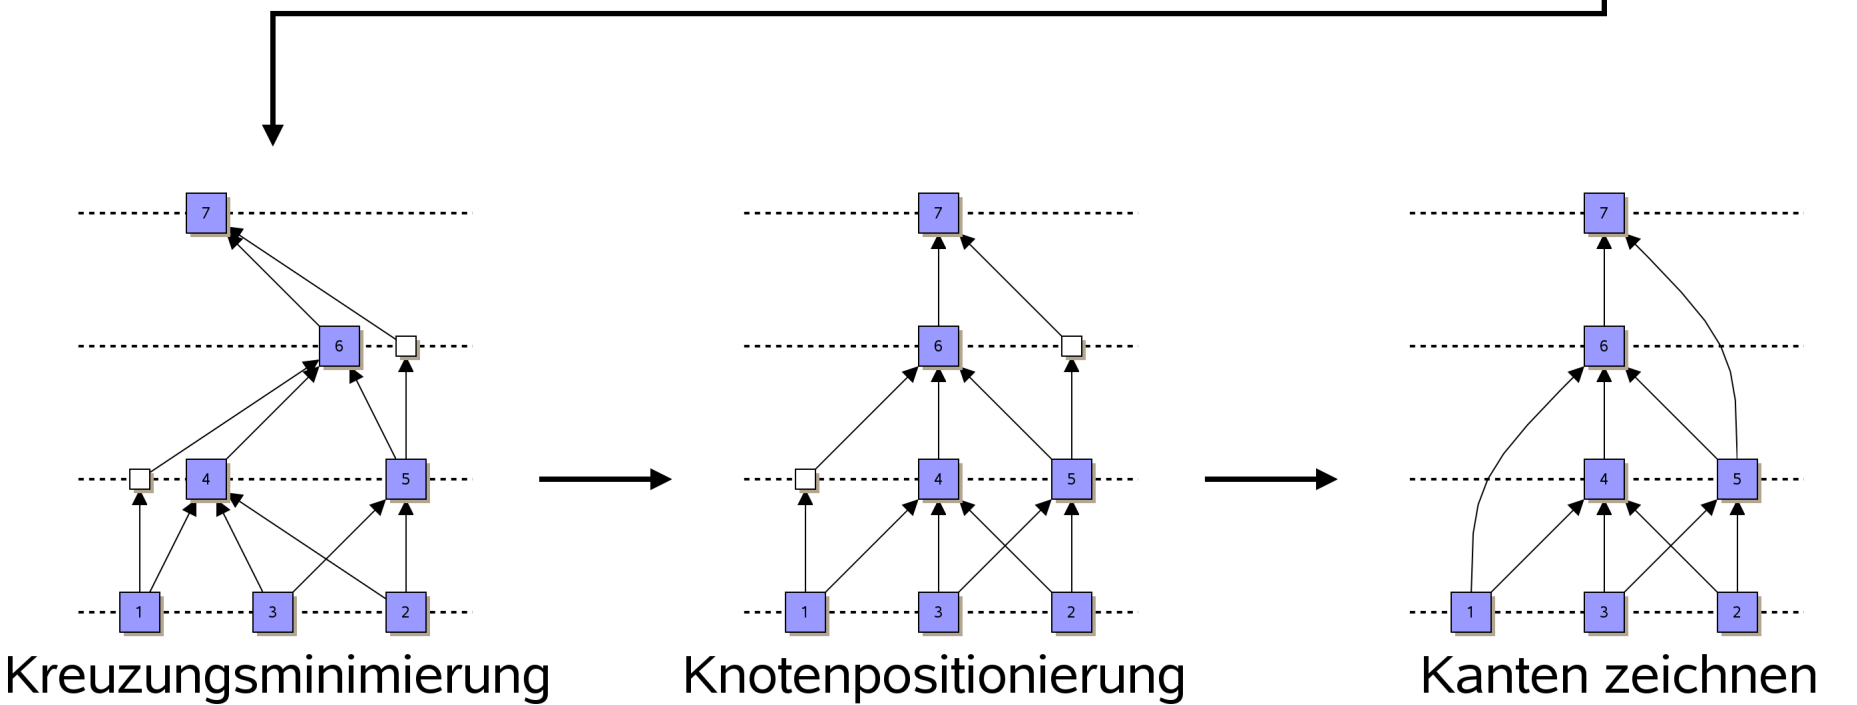 7 7 7
6 6 6
4 5 4 5 4 5
1 3 2 1 3 2 1 3 2
Kreuzungsminimierung Knotenpositionierung Kanten zeichnen